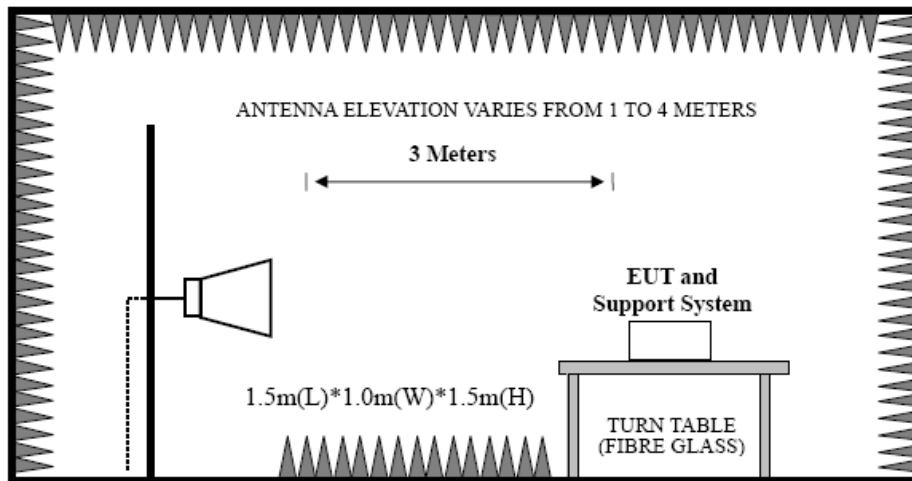 ANTENNA ELEVATION VARIES FROM 1 TO 4 METERS
3 Meters
EUT and
Support System
1.5m(L)*1.0m(W)*1.5m(H)
TURN TABLE
(FIBRE GLASS)